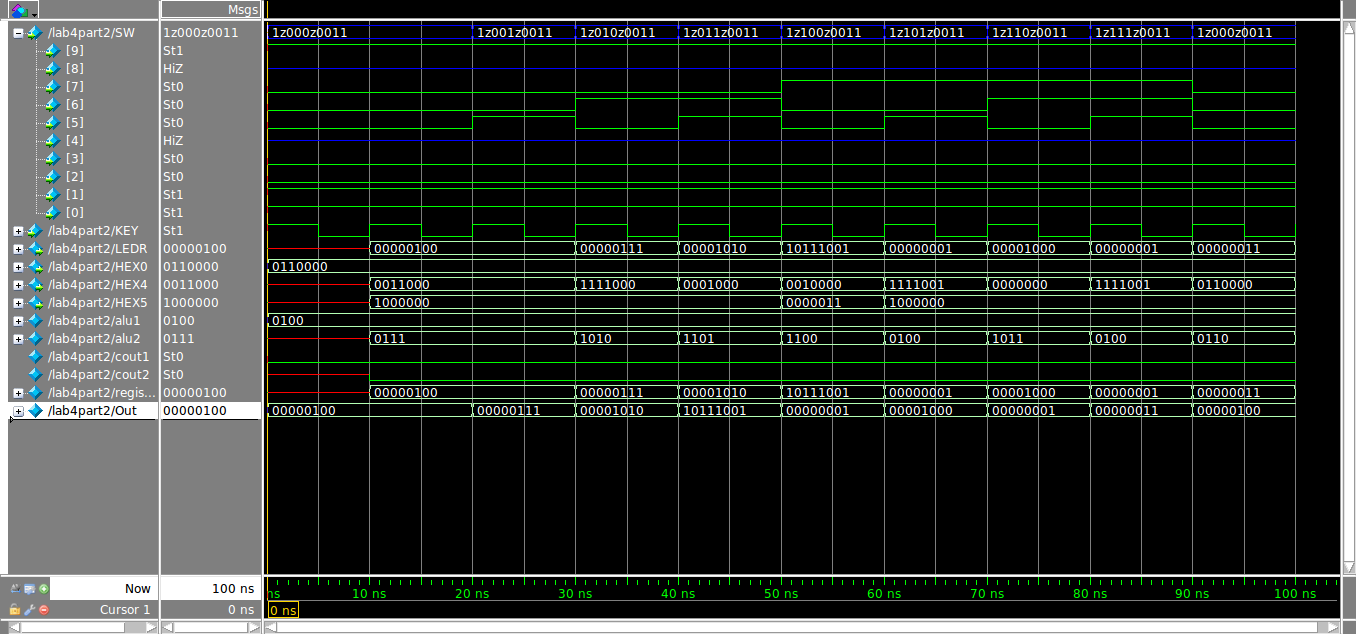 Msgs
/lab4part2/SW 1z000z0011 1z000z0011 1z001z0011 1z010z0011 1z011z0011 1z100z0011 1z101z0011 1z110z0011 1z111z0011 1z000z0011
[9] St1
[8] HiZ
[7] St0
[6] St0
[5] St0
[4] HiZ
[3] St0
[2] St0
[1] St1
[0] St1
/lab4part2/KEY St1
/lab4part2/LEDR 00000100 00000100 00000111 00001010 10111001 00000001 00001000 00000001 00000011
/lab4part2/HEX0 0110000 0110000
/lab4part2/HEX4 0011000 0011000 1111000 0001000 0010000 1111001 0000000 1111001 0110000
/lab4part2/HEX5 1000000 1000000 0000011 1000000
/lab4part2/alu1 0100 0100
/lab4part2/alu2 0111 0111 1010 1101 1100 0100 1011 0100 0110
/lab4part2/cout1 St0
/lab4part2/cout2 St0
/lab4part2/regis... 00000100 00000100 00000111 00001010 10111001 00000001 00001000 00000001 00000011
/lab4part2/Out 00000100 00000100 00000111 00001010 10111001 00000001 00001000 00000001 00000011 00000100
Now 100 ns ns 10 ns 20 ns 30 ns 40 ns 50 ns 60 ns 70 ns 80 ns 90 ns 100 ns
Cursor 1 0 ns 0 ns